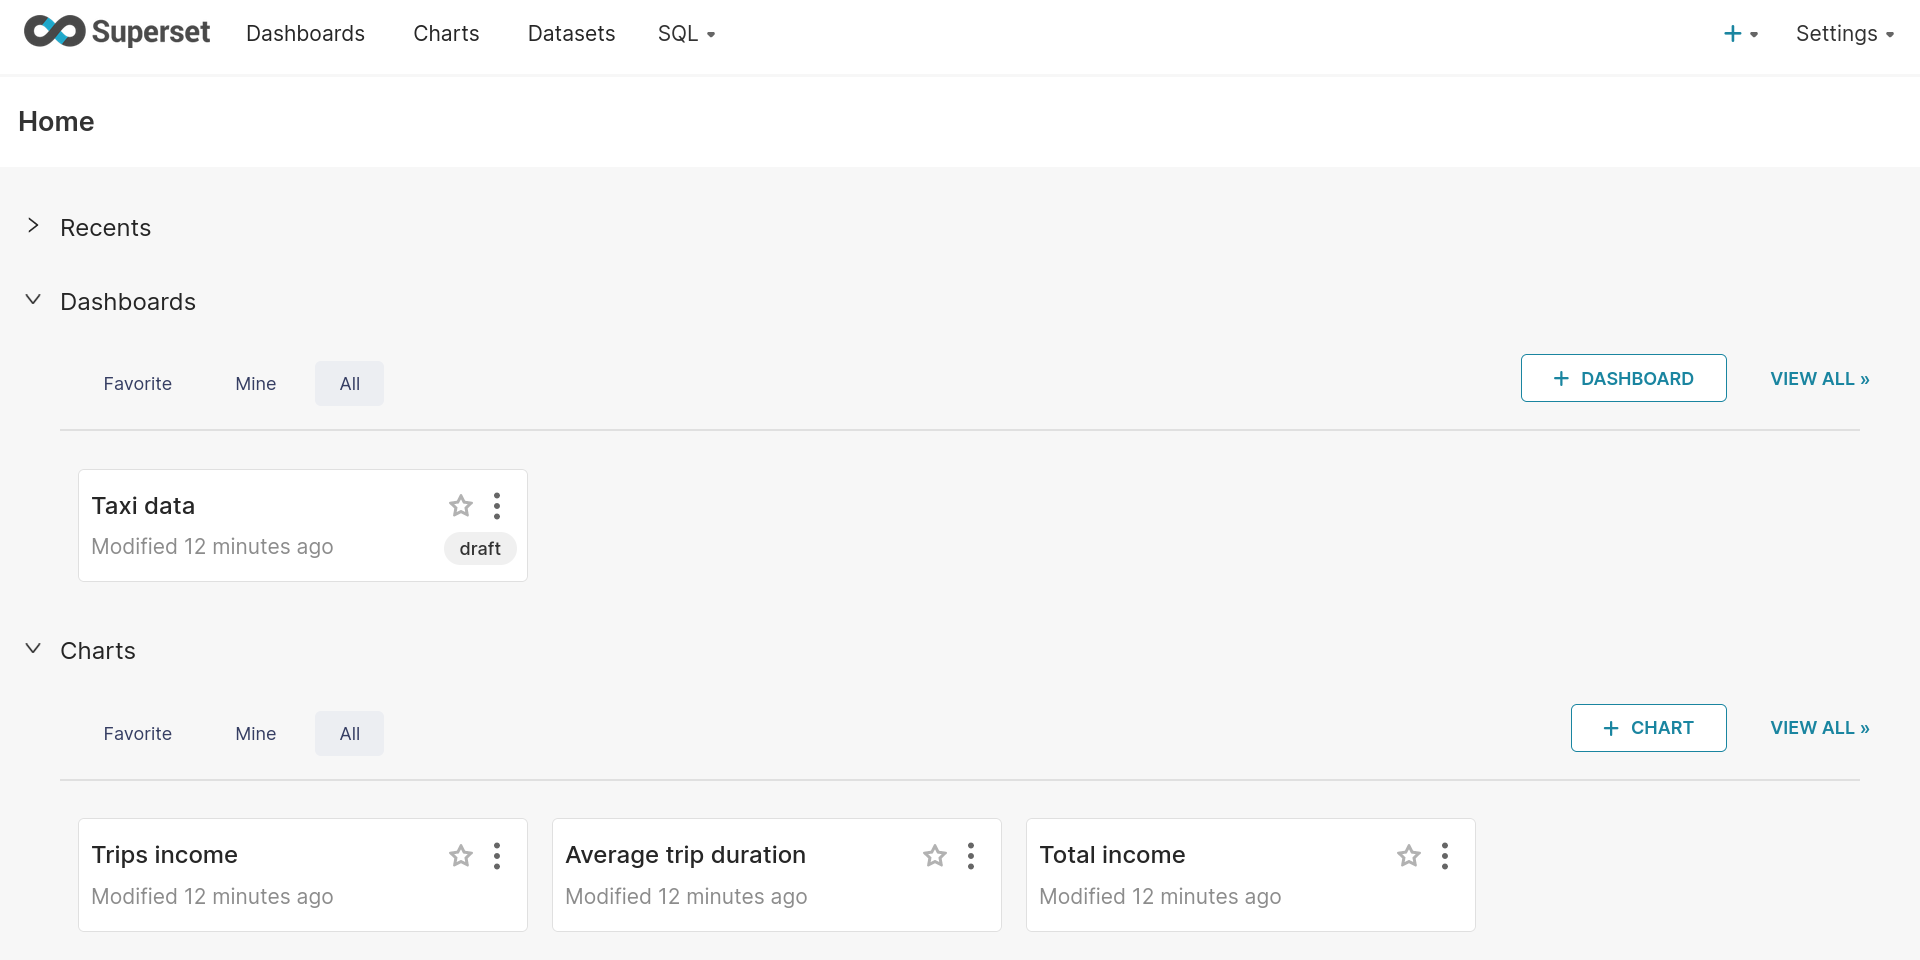 Superset Dashboards Charts Datasets SQL + Settings
Home
Recents
Dashboards
Favorite Mine All + DASHBOARD VIEW ALL »
Taxi data
Modified 12 minutes ago draft
Charts
Favorite Mine All + CHART VIEW ALL »
Trips income Average trip duration Total income
Modified 12 minutes ago Modified 12 minutes ago Modified 12 minutes ago